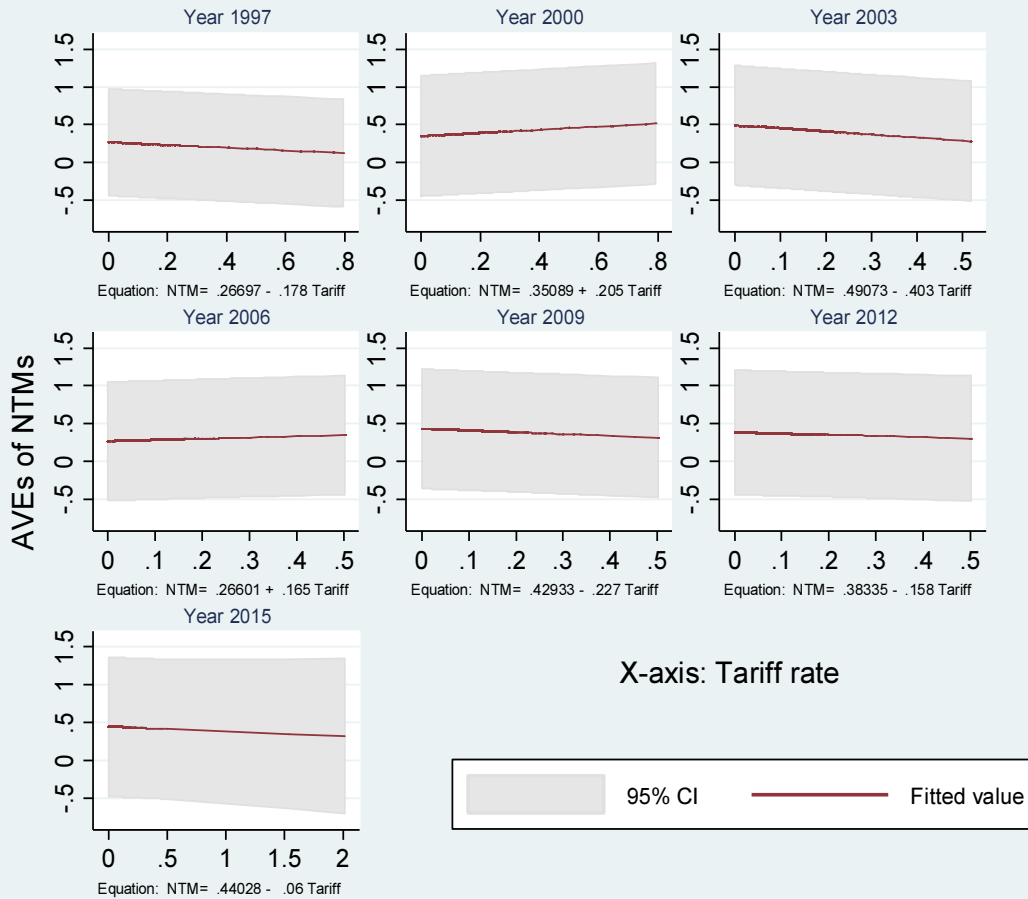 Year 1997
Year 2000
Year 2003
1.5
1
.5
0
-.5
0 .2 .4 .6 .8
Equation: NTM= .26697 - .178 Tariff
1.5
1
.5
0
-.5
0 .2 .4 .6 .8
Equation: NTM= .35089 + .205 Tariff
1.5
1
.5
0
-.5
0 .1 .2 .3 .4 .5
Equation: NTM= .49073 - .403 Tariff
AVEs of NTMs
Year 2006
Year 2009
Year 2012
1.5
1
.5
0
-.5
0 .1 .2 .3 .4 .5
Equation: NTM= .26601 + .165 Tariff
1.5
1
.5
0
-.5
0 .1 .2 .3 .4 .5
Equation: NTM= .42933 - .227 Tariff
1.5
1
.5
0
-.5
0 .1 .2 .3 .4 .5
Equation: NTM= .38335 - .158 Tariff
Year 2015
1.5
1
.5
0
-.5
0 .5 1 1.5 2
Equation: NTM= .44028 - .06 Tariff
X-axis: Tariff rate
95% CI
Fitted value